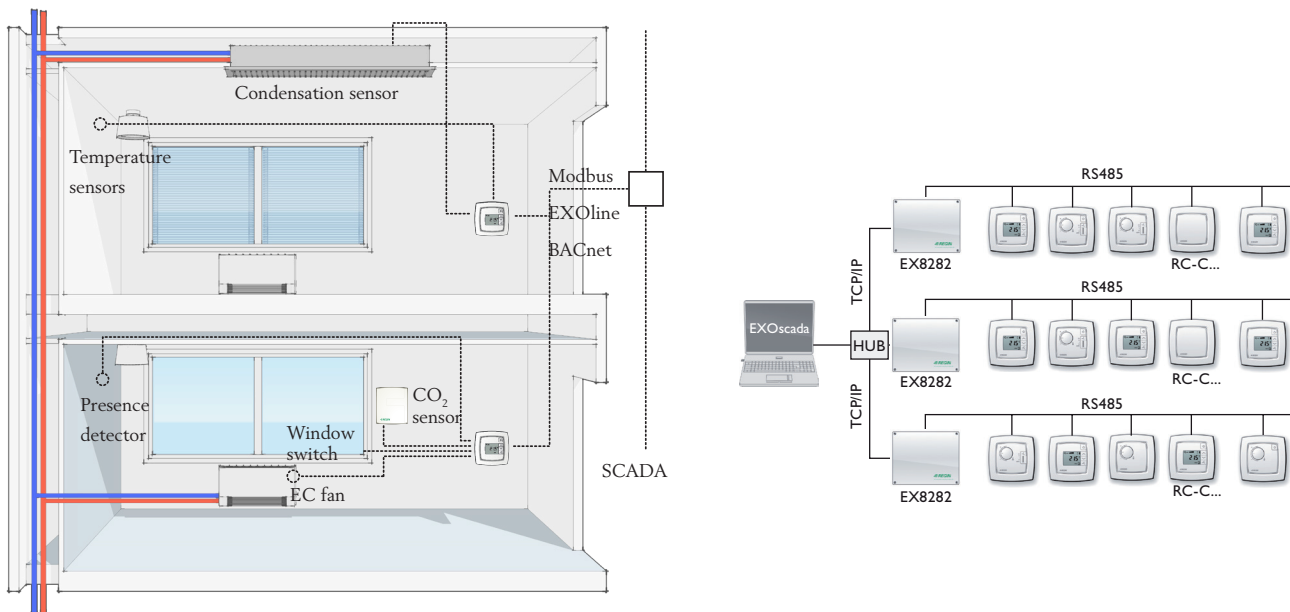 Condensation sensor
Temperature
sensors
Modbus
EXOline
BACnet
Presence
detector
CO₂
sensor
Window
switch
EC fan
SCADA
RS485
EX8282
RC-C...
TCP/IP
RS485
EXOscada
HUB
EX8282
RC-C...
TCP/IP
RS485
EX8282
RC-C...